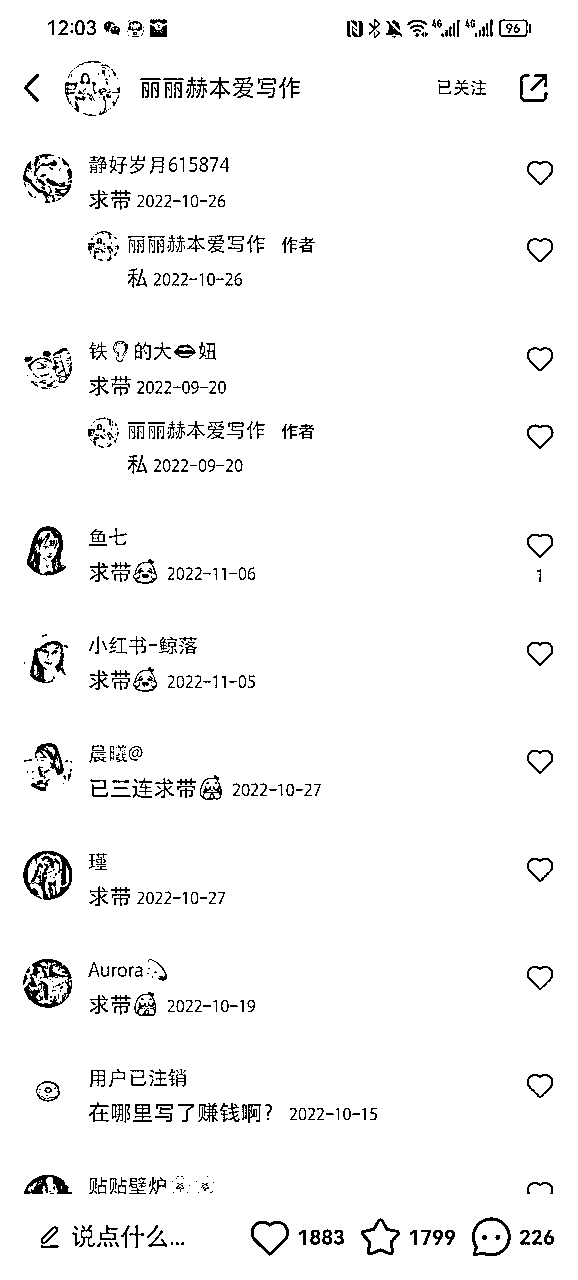 12:03 4G 4G 96
丽丽赫本爱写作 已关注
静好岁月615874
求带 2022-10-26
丽丽赫本爱写作 作者
私 2022-10-26
铁的大妞
求带 2022-09-20
丽丽赫本爱写作 作者
私 2022-09-20
鱼七
求带 2022-11-06
1
小红书-鲸落
求带 2022-11-05
晨曦@
已三连求带 2022-10-27
瑾
求带 2022-10-27
Aurora
求带 2022-10-19
用户已注销
在哪里写了赚钱啊? 2022-10-15
贴贴壁炉
说点什么... 1883 1799 226